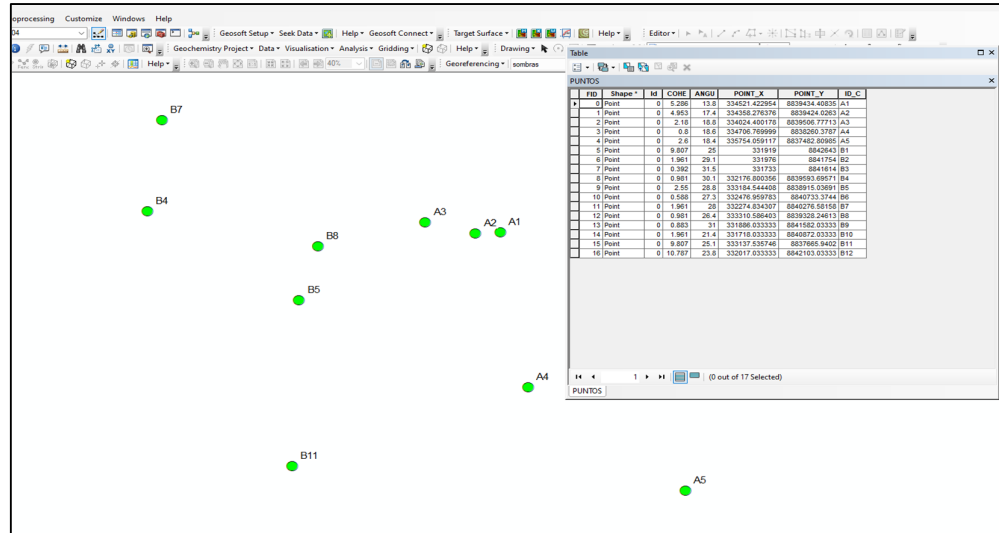 oprocessing Customize Windows Help
04 Geosoft Setup Seek Data Help Geosoft Connect Target Surface Help Editor
Geochemistry Project Data Visualisation Analysis Gridding Help Drawing
Help 40% Georeferencing sombras
Table
PUNTOS
FID Shape * Id COHE ANGU POINT_X POINT_Y ID_C
0 Point 0 5.286 13.8 334521.422954 8839434.40835 A1
1 Point 0 4.953 17.4 334358.276376 8839424.0263 A2
2 Point 0 2.18 18.8 334024.400178 8839506.77713 A3
3 Point 0 0.8 18.6 334706.769999 8838260.3787 A4
4 Point 0 2.6 18.4 335754.059117 8837482.80985 A5
5 Point 0 9.807 25 331919 8842643 B1
6 Point 0 1.961 29.1 331976 8841754 B2
7 Point 0 0.392 31.5 331733 8841614 B3
8 Point 0 0.981 30.1 332176.800356 8839593.69571 B4
9 Point 0 2.55 28.8 333184.544408 8838915.03691 B5
10 Point 0 0.588 27.3 332476.959783 8840733.3744 B6
11 Point 0 1.961 28 332274.834307 8840276.58158 B7
12 Point 0 0.981 26.4 333310.586403 8839328.24613 B8
13 Point 0 0.883 31 331886.033333 8841582.03333 B9
14 Point 0 1.961 21.4 331718.033333 8840872.03333 B10
15 Point 0 9.807 25.1 333137.535746 8837665.9402 B11
16 Point 0 10.787 23.8 332017.033333 8842103.03333 B12
1 (0 out of 17 Selected)
PUNTOS
B7
B4
A3
A2
A1
B8
B5
A4
B11
A5